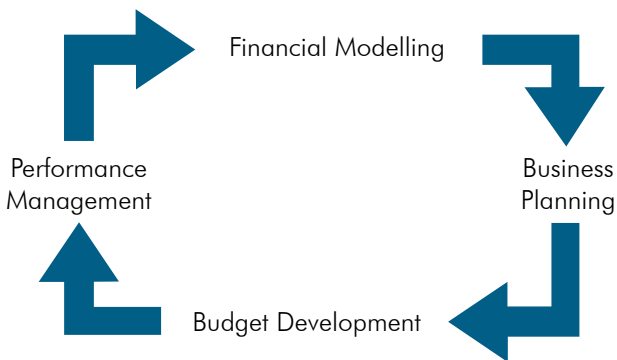 Financial Modelling
Performance
Management
Business
Planning
Budget Development